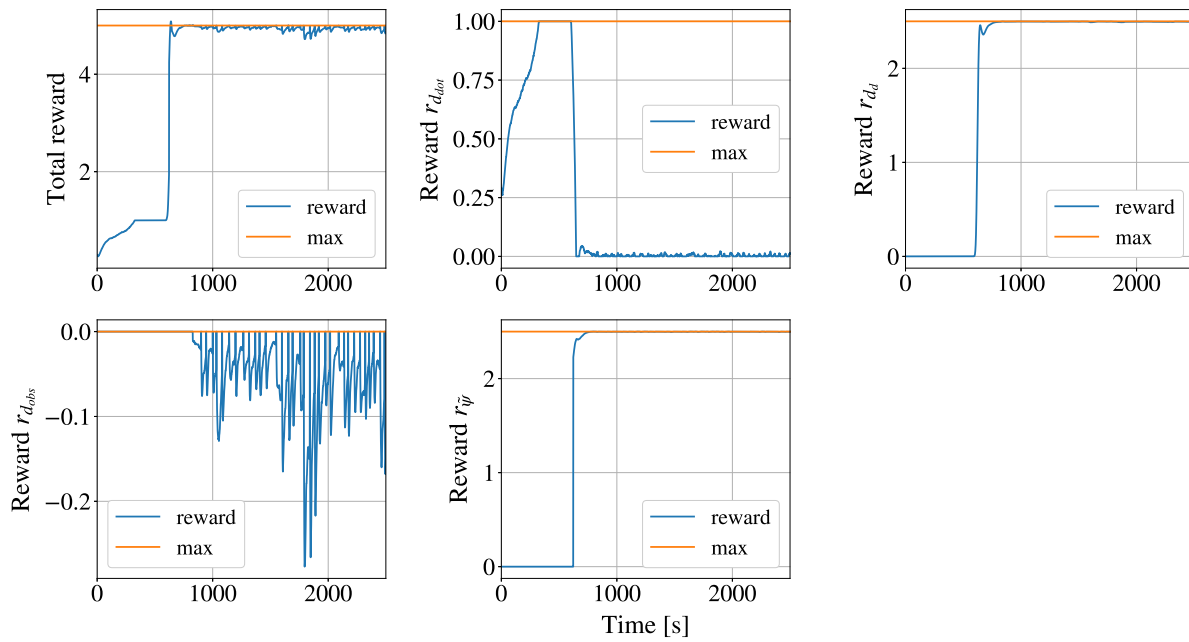 Total reward
4
2
0
1000
2000
reward
max
Reward r_{d_{dot}}
1.00
0.75
0.50
0.25
0.00
0
1000
2000
reward
max
Reward r_{d_d}
2
1
0
0
1000
2000
reward
max
Reward r_{d_{obs}}
0.0
−0.1
−0.2
0
1000
2000
reward
max
Reward r_{\tilde{\psi}}
2
1
0
0
1000
2000
reward
max
Time [s]